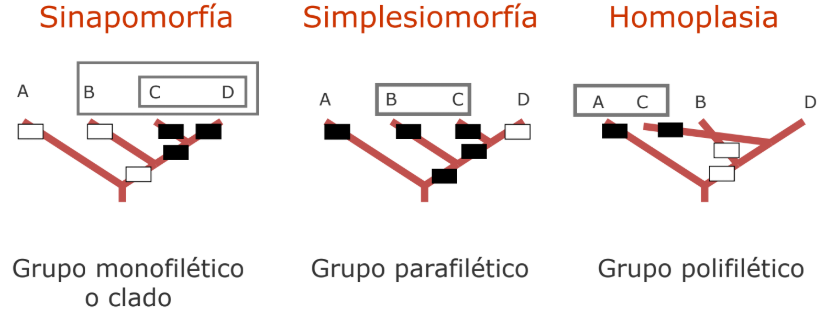 Sinapomorfía
Simplesiomorfía
Homoplasia
A B C D
A B C D
A C B D
Grupo monofilético
o clado
Grupo parafilético
Grupo polifilético